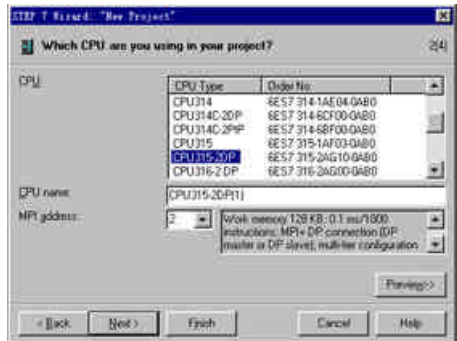 STEP 7 Wizard: "New Project"
Which CPU are you using in your project? 2(4)
CPU: CPU Type Order No
CPU314 6ES7 314-1AE04-0AB0
CPU314C-2DP 6ES7 314-6CF00-0AB0
CPU314C-2PtP 6ES7 314-6BF00-0AB0
CPU315 6ES7 315-1AF03-0AB0
CPU315-2DP 6ES7 315-2AG10-0AB0
CPU316-2 DP 6ES7 316-2AG00-0AB0
CPU name: CPU315-2DP(1)
MPI address: 2 Work memory 128 KB; 0.1 ms/1000
instructions; MPI+ DP connection (DP
master or DP slave); multi-tier configuration
Preview>>
< Back Next > Finish Cancel Help